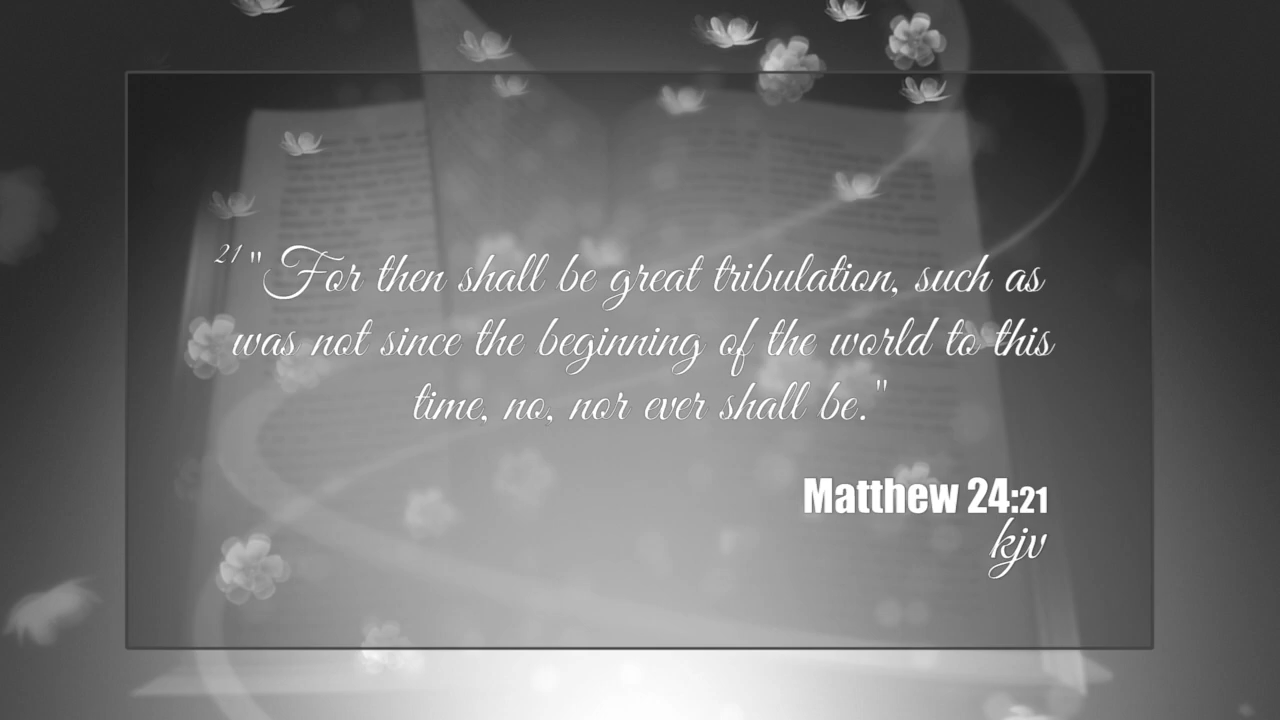 21 "For then shall be great tribulation, such as
was not since the beginning of the world to this
time, no, nor ever shall be."
Matthew 24:21
kjv